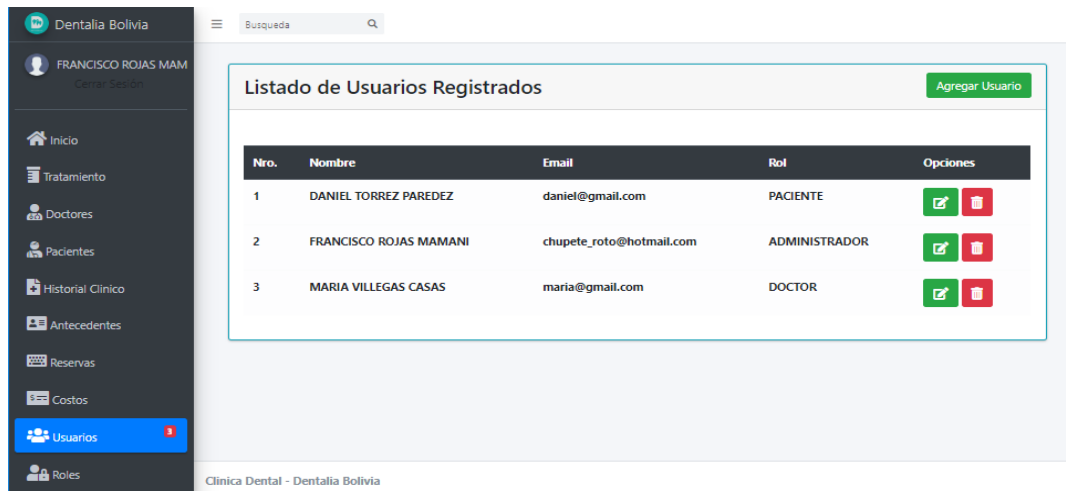 Dentalia Bolivia
Busqueda
FRANCISCO ROJAS MAM
Cerrar Sesión
Listado de Usuarios Registrados
Agregar Usuario
Inicio
Tratamiento
Doctores
Pacientes
Historial Clinico
Antecedentes
Reservas
Costos
Usuarios 3
Roles
Nro. Nombre Email Rol Opciones
1 DANIEL TORREZ PAREDEZ daniel@gmail.com PACIENTE
2 FRANCISCO ROJAS MAMANI chupete_roto@hotmail.com ADMINISTRADOR
3 MARIA VILLEGAS CASAS maria@gmail.com DOCTOR
Clinica Dental - Dentalia Bolivia